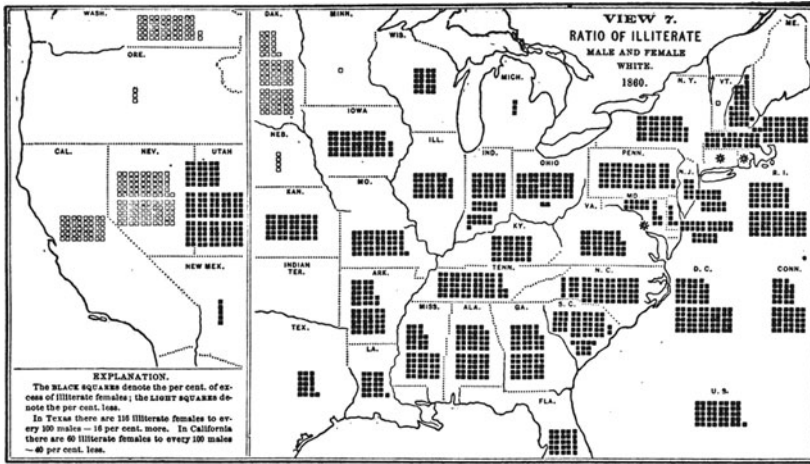 VIEW 7.
RATIO OF ILLITERATE
MALE AND FEMALE
WHITE.
1860.
WASH.
ORE.
CAL.
NEV.
UTAH
NEW MEX.
DAK.
MINN.
WIS.
MICH.
ME.
N. Y.
VT.
IOWA
NEB.
ILL.
IND.
OHIO
PENN.
N. J.
R. I.
KAN.
MO.
KY.
VA.
MD
INDIAN
TER.
ARK.
TENN.
N. C.
D. C.
CONN.
MISS.
ALA.
GA.
S. C.
TEX.
LA.
FLA.
U. S.
EXPLANATION.
The BLACK SQUARES denote the per cent. of ex-
cess of illiterate females; the LIGHT SQUARES de-
note the per cent. less.
In Texas there are 116 illiterate females to ev-
ery 100 males — 16 per cent. more. In California
there are 60 illiterate females to every 100 males
— 40 per cent. less.